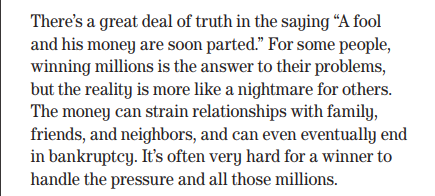 There’s a great deal of truth in the saying “A fool
and his money are soon parted.” For some people,
winning millions is the answer to their problems,
but the reality is more like a nightmare for others.
The money can strain relationships with family,
friends, and neighbors, and can even eventually end
in bankruptcy. It’s often very hard for a winner to
handle the pressure and all those millions.